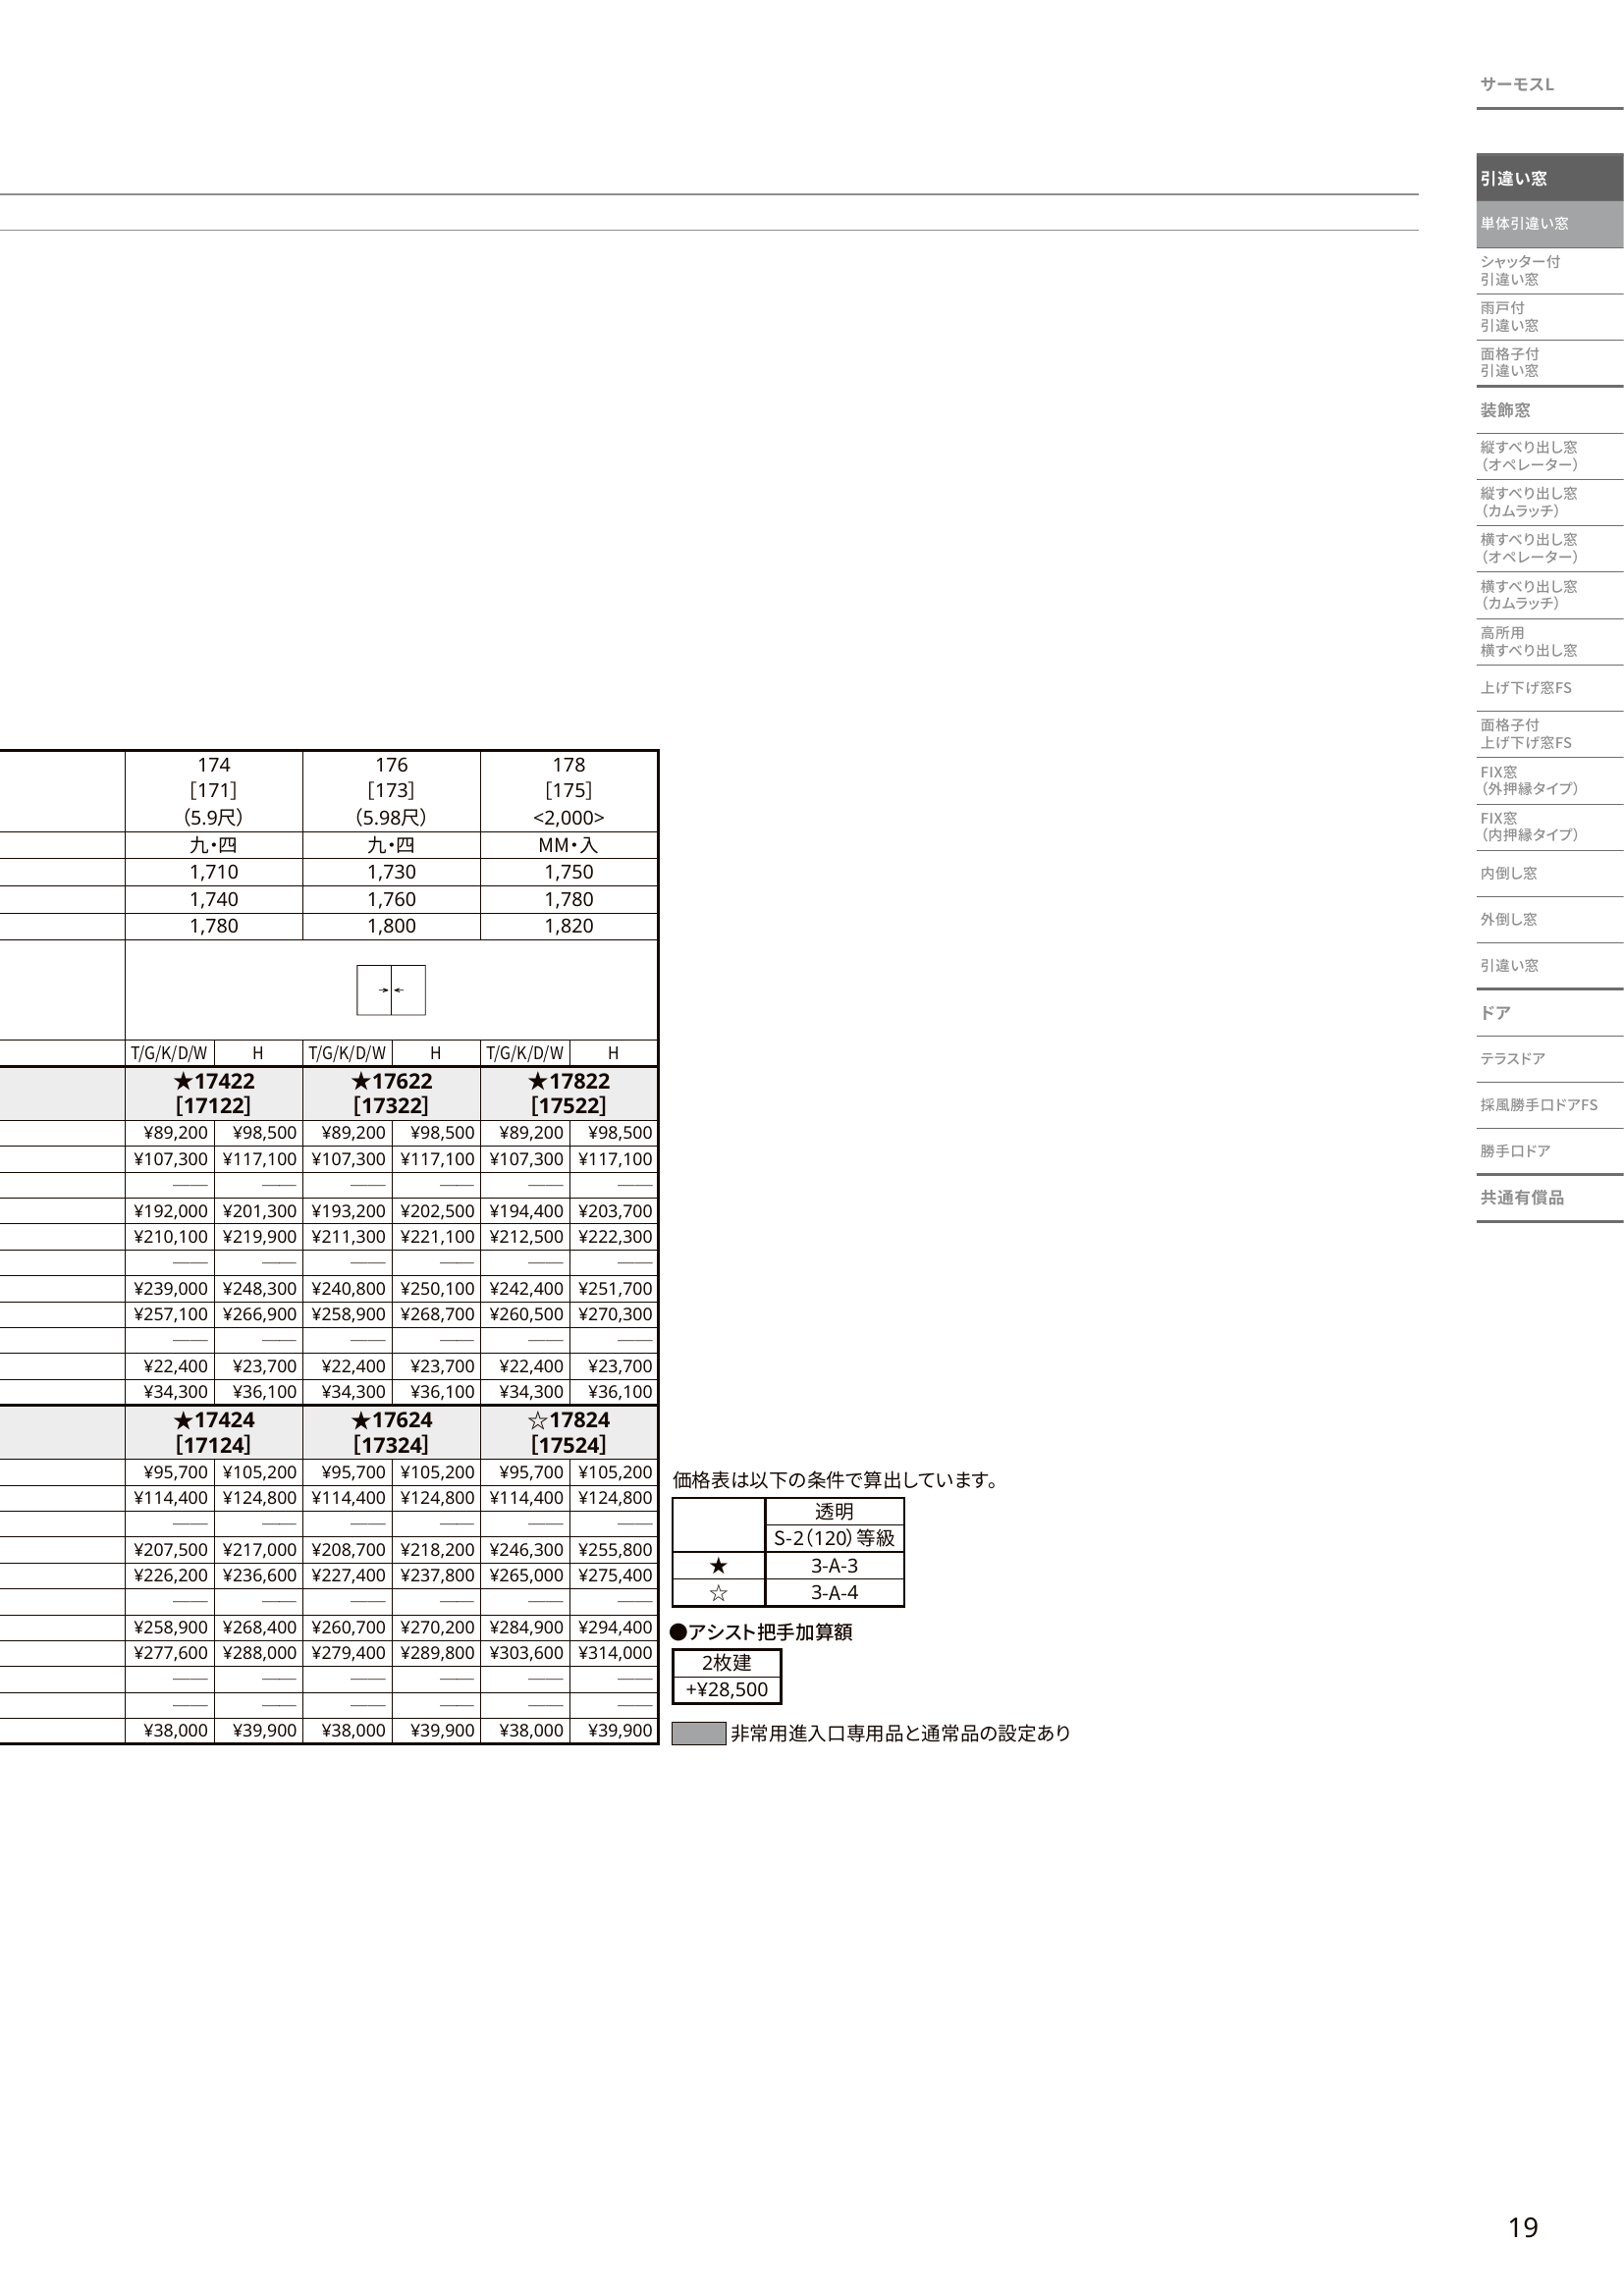 サーモスL
引違い窓
単体引違い窓
シャッター付
引違い窓
雨戸付
引違い窓
面格子付
引違い窓
装飾窓
縦すべり出し窓
（オペレーター）
縦すべり出し窓
（カムラッチ）
横すべり出し窓
（オペレーター）
横すべり出し窓
（カムラッチ）
高所用
横すべり出し窓
上げ下げ窓FS
面格子付
上げ下げ窓FS
FIX窓
（外押縁タイプ）
FIX窓
（内押縁タイプ）
内倒し窓
外倒し窓
引違い窓
ドア
テラスドア
採風勝手口ドアFS
勝手口ドア
共通有償品
174 176 178
［171］ ［173］ ［175］
（5.9尺） （5.98尺） <2,000>
九・四 九・四 MM・入
1,710 1,730 1,750
1,740 1,760 1,780
1,780 1,800 1,820
T/G/K/D/W H T/G/K/D/W H T/G/K/D/W H
★17422 ★17622 ★17822
［17122］ ［17322］ ［17522］
¥89,200 ¥98,500 ¥89,200 ¥98,500 ¥89,200 ¥98,500
¥107,300 ¥117,100 ¥107,300 ¥117,100 ¥107,300 ¥117,100
—— —— —— —— —— ——
¥192,000 ¥201,300 ¥193,200 ¥202,500 ¥194,400 ¥203,700
¥210,100 ¥219,900 ¥211,300 ¥221,100 ¥212,500 ¥222,300
—— —— —— —— —— ——
¥239,000 ¥248,300 ¥240,800 ¥250,100 ¥242,400 ¥251,700
¥257,100 ¥266,900 ¥258,900 ¥268,700 ¥260,500 ¥270,300
—— —— —— —— —— ——
¥22,400 ¥23,700 ¥22,400 ¥23,700 ¥22,400 ¥23,700
¥34,300 ¥36,100 ¥34,300 ¥36,100 ¥34,300 ¥36,100
★17424 ★17624 ☆17824
［17124］ ［17324］ ［17524］
¥95,700 ¥105,200 ¥95,700 ¥105,200 ¥95,700 ¥105,200
¥114,400 ¥124,800 ¥114,400 ¥124,800 ¥114,400 ¥124,800
—— —— —— —— —— ——
¥207,500 ¥217,000 ¥208,700 ¥218,200 ¥246,300 ¥255,800
¥226,200 ¥236,600 ¥227,400 ¥237,800 ¥265,000 ¥275,400
—— —— —— —— —— ——
¥258,900 ¥268,400 ¥260,700 ¥270,200 ¥284,900 ¥294,400
¥277,600 ¥288,000 ¥279,400 ¥289,800 ¥303,600 ¥314,000
—— —— —— —— —— ——
—— —— —— —— —— ——
¥38,000 ¥39,900 ¥38,000 ¥39,900 ¥38,000 ¥39,900
価格表は以下の条件で算出しています。
透明
S-2（120）等級
★ 3-A-3
☆ 3-A-4
●アシスト把手加算額
2枚建
+¥28,500
非常用進入口専用品と通常品の設定あり
19